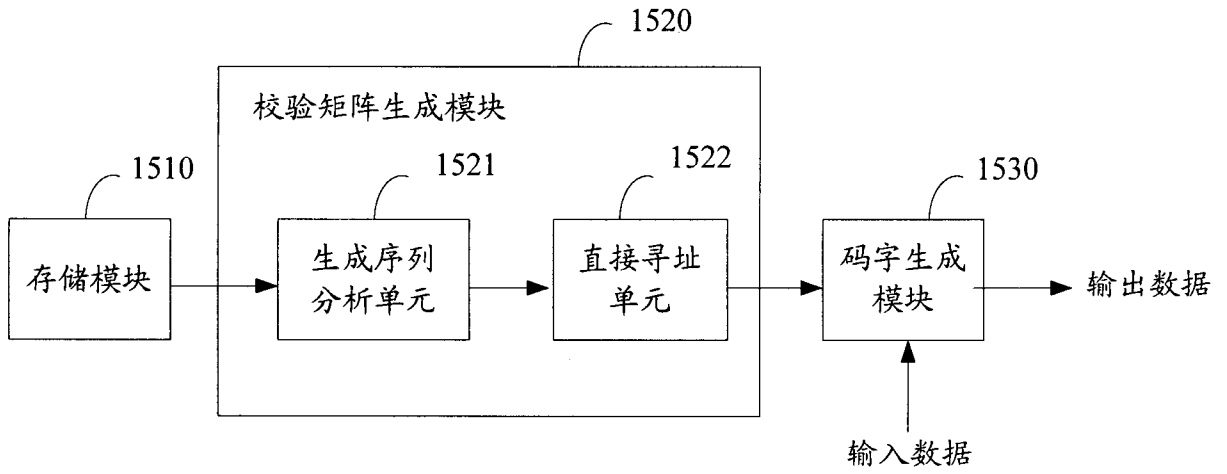 1520
校验矩阵生成模块
1510
1521
1522
1530
存储模块
生成序列
分析单元
直接寻址
单元
码字生成
模块
输出数据
输入数据